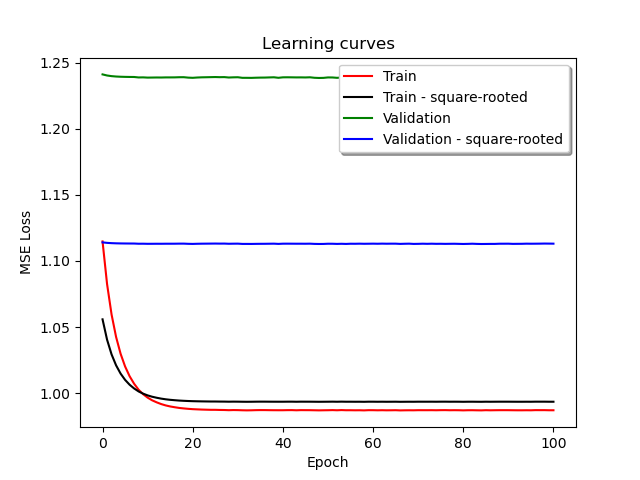 Learning curves
1.25
1.20
1.15
1.10
1.05
1.00
MSE Loss
Train
Train - square-rooted
Validation
Validation - square-rooted
0 20 40 60 80 100
Epoch